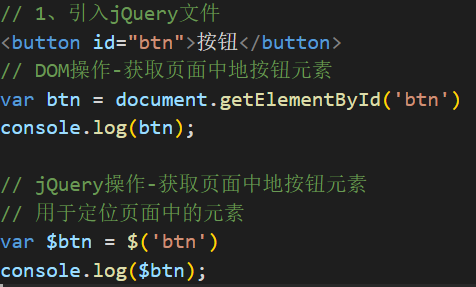 // 1、引入jQuery文件
<button id="btn">按钮</button>
// DOM操作-获取页面中地按钮元素
var btn = document.getElementById('btn')
console.log(btn);
// jQuery操作-获取页面中地按钮元素
// 用于定位页面中的元素
var $btn = $('btn')
console.log($btn);